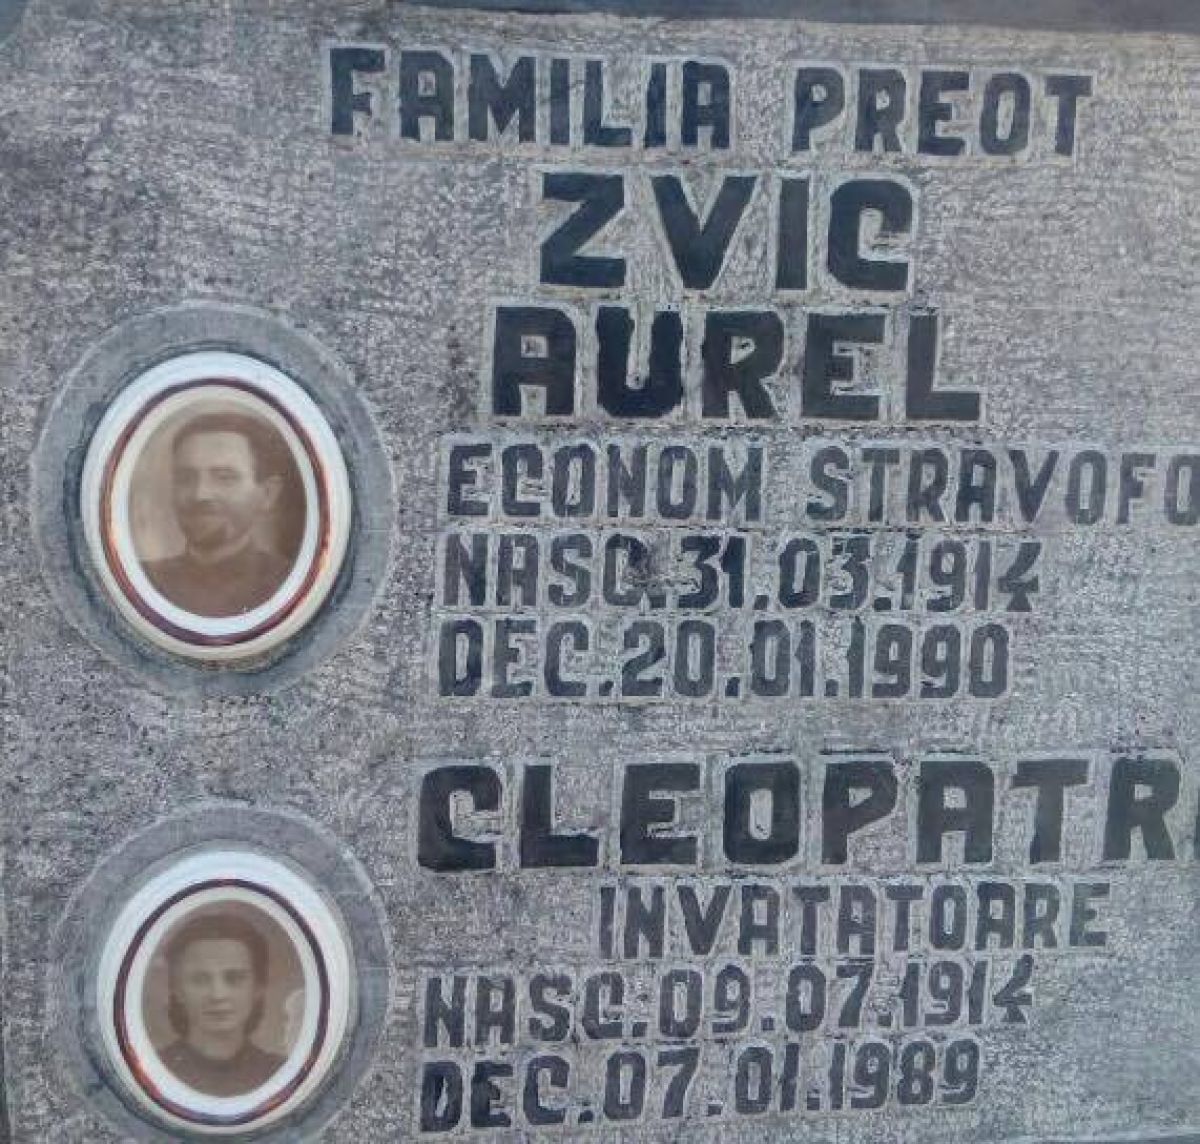 FAMILIA PREOT
ZVIC
AUREL
ECONOM STRAVOFO
NASC.31.03.1914
DEC.20.01.1990
CLEOPATR
INVATATOARE
NASC.09.07.1914
DEC.07.01.1989